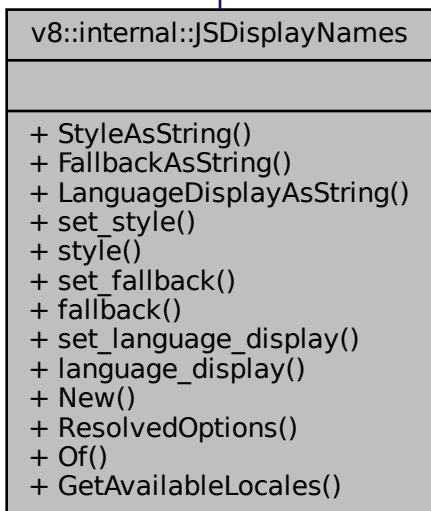 v8::internal::JSDisplayNames
+ StyleAsString()
+ FallbackAsString()
+ LanguageDisplayAsString()
+ set_style()
+ style()
+ set_fallback()
+ fallback()
+ set_language_display()
+ language_display()
+ New()
+ ResolvedOptions()
+ Of()
+ GetAvailableLocales()